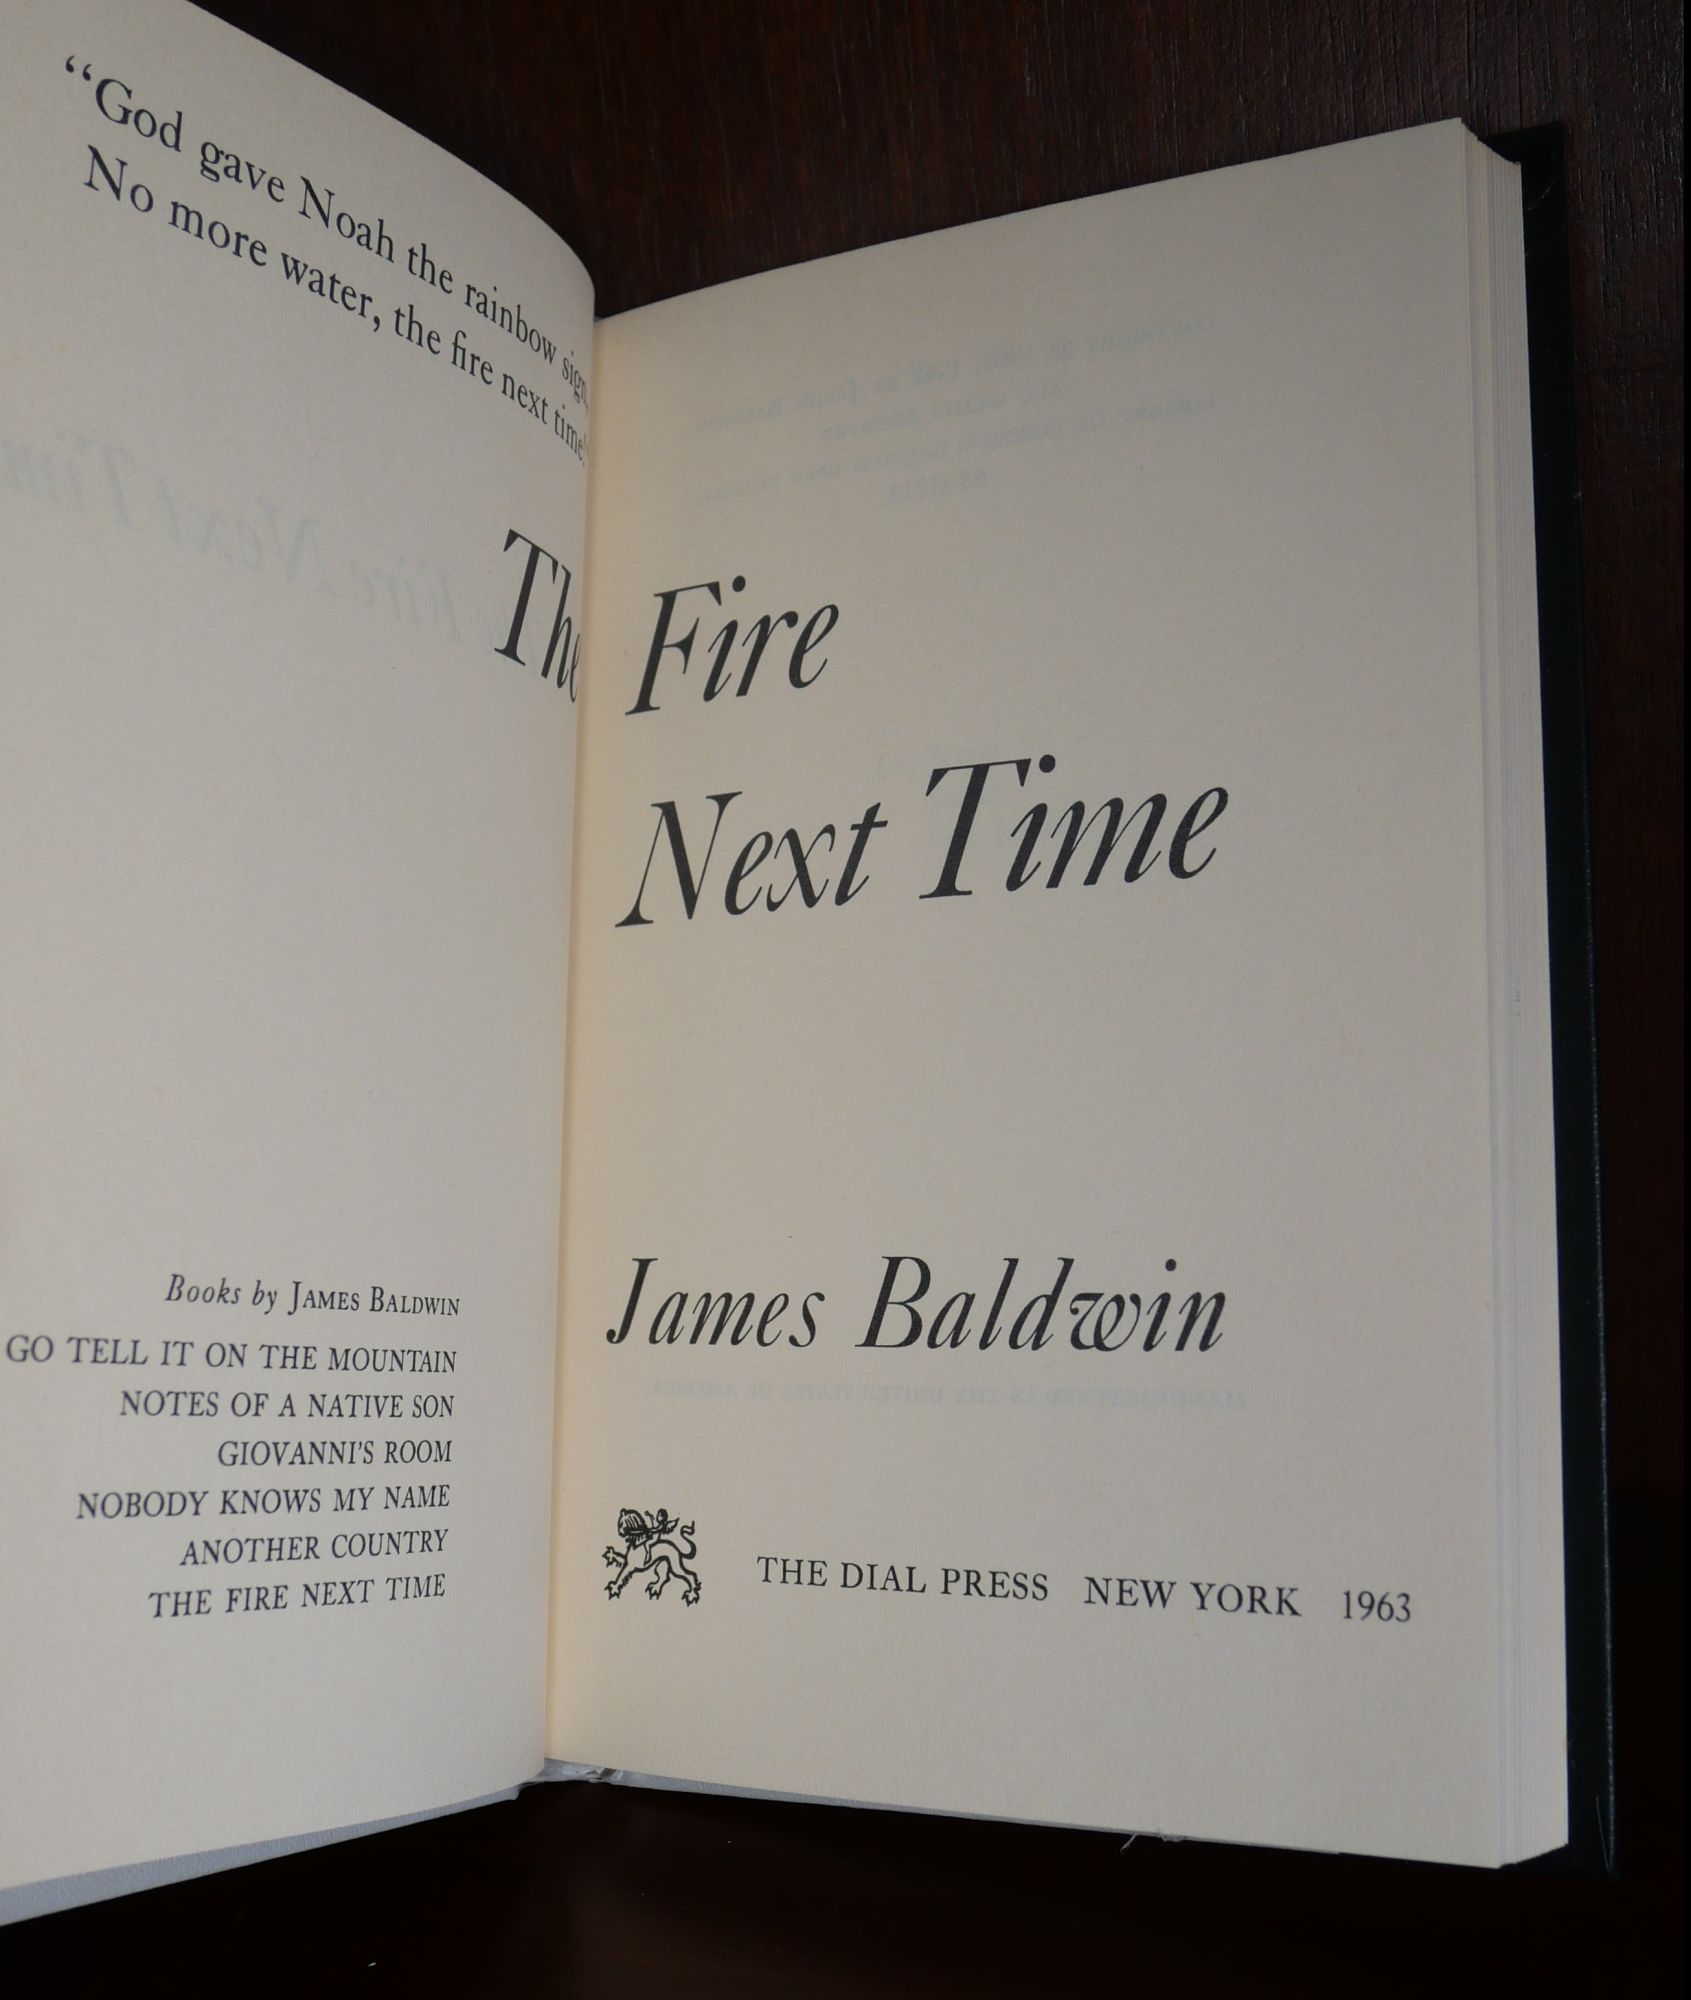 “God gave Noah the rainbow sign,
No more water, the fire next time!
The Fire
Next Time
Books by JAMES BALDWIN
GO TELL IT ON THE MOUNTAIN
NOTES OF A NATIVE SON
GIOVANNI'S ROOM
NOBODY KNOWS MY NAME
ANOTHER COUNTRY
THE FIRE NEXT TIME
James Baldwin
THE DIAL PRESS NEW YORK 1963